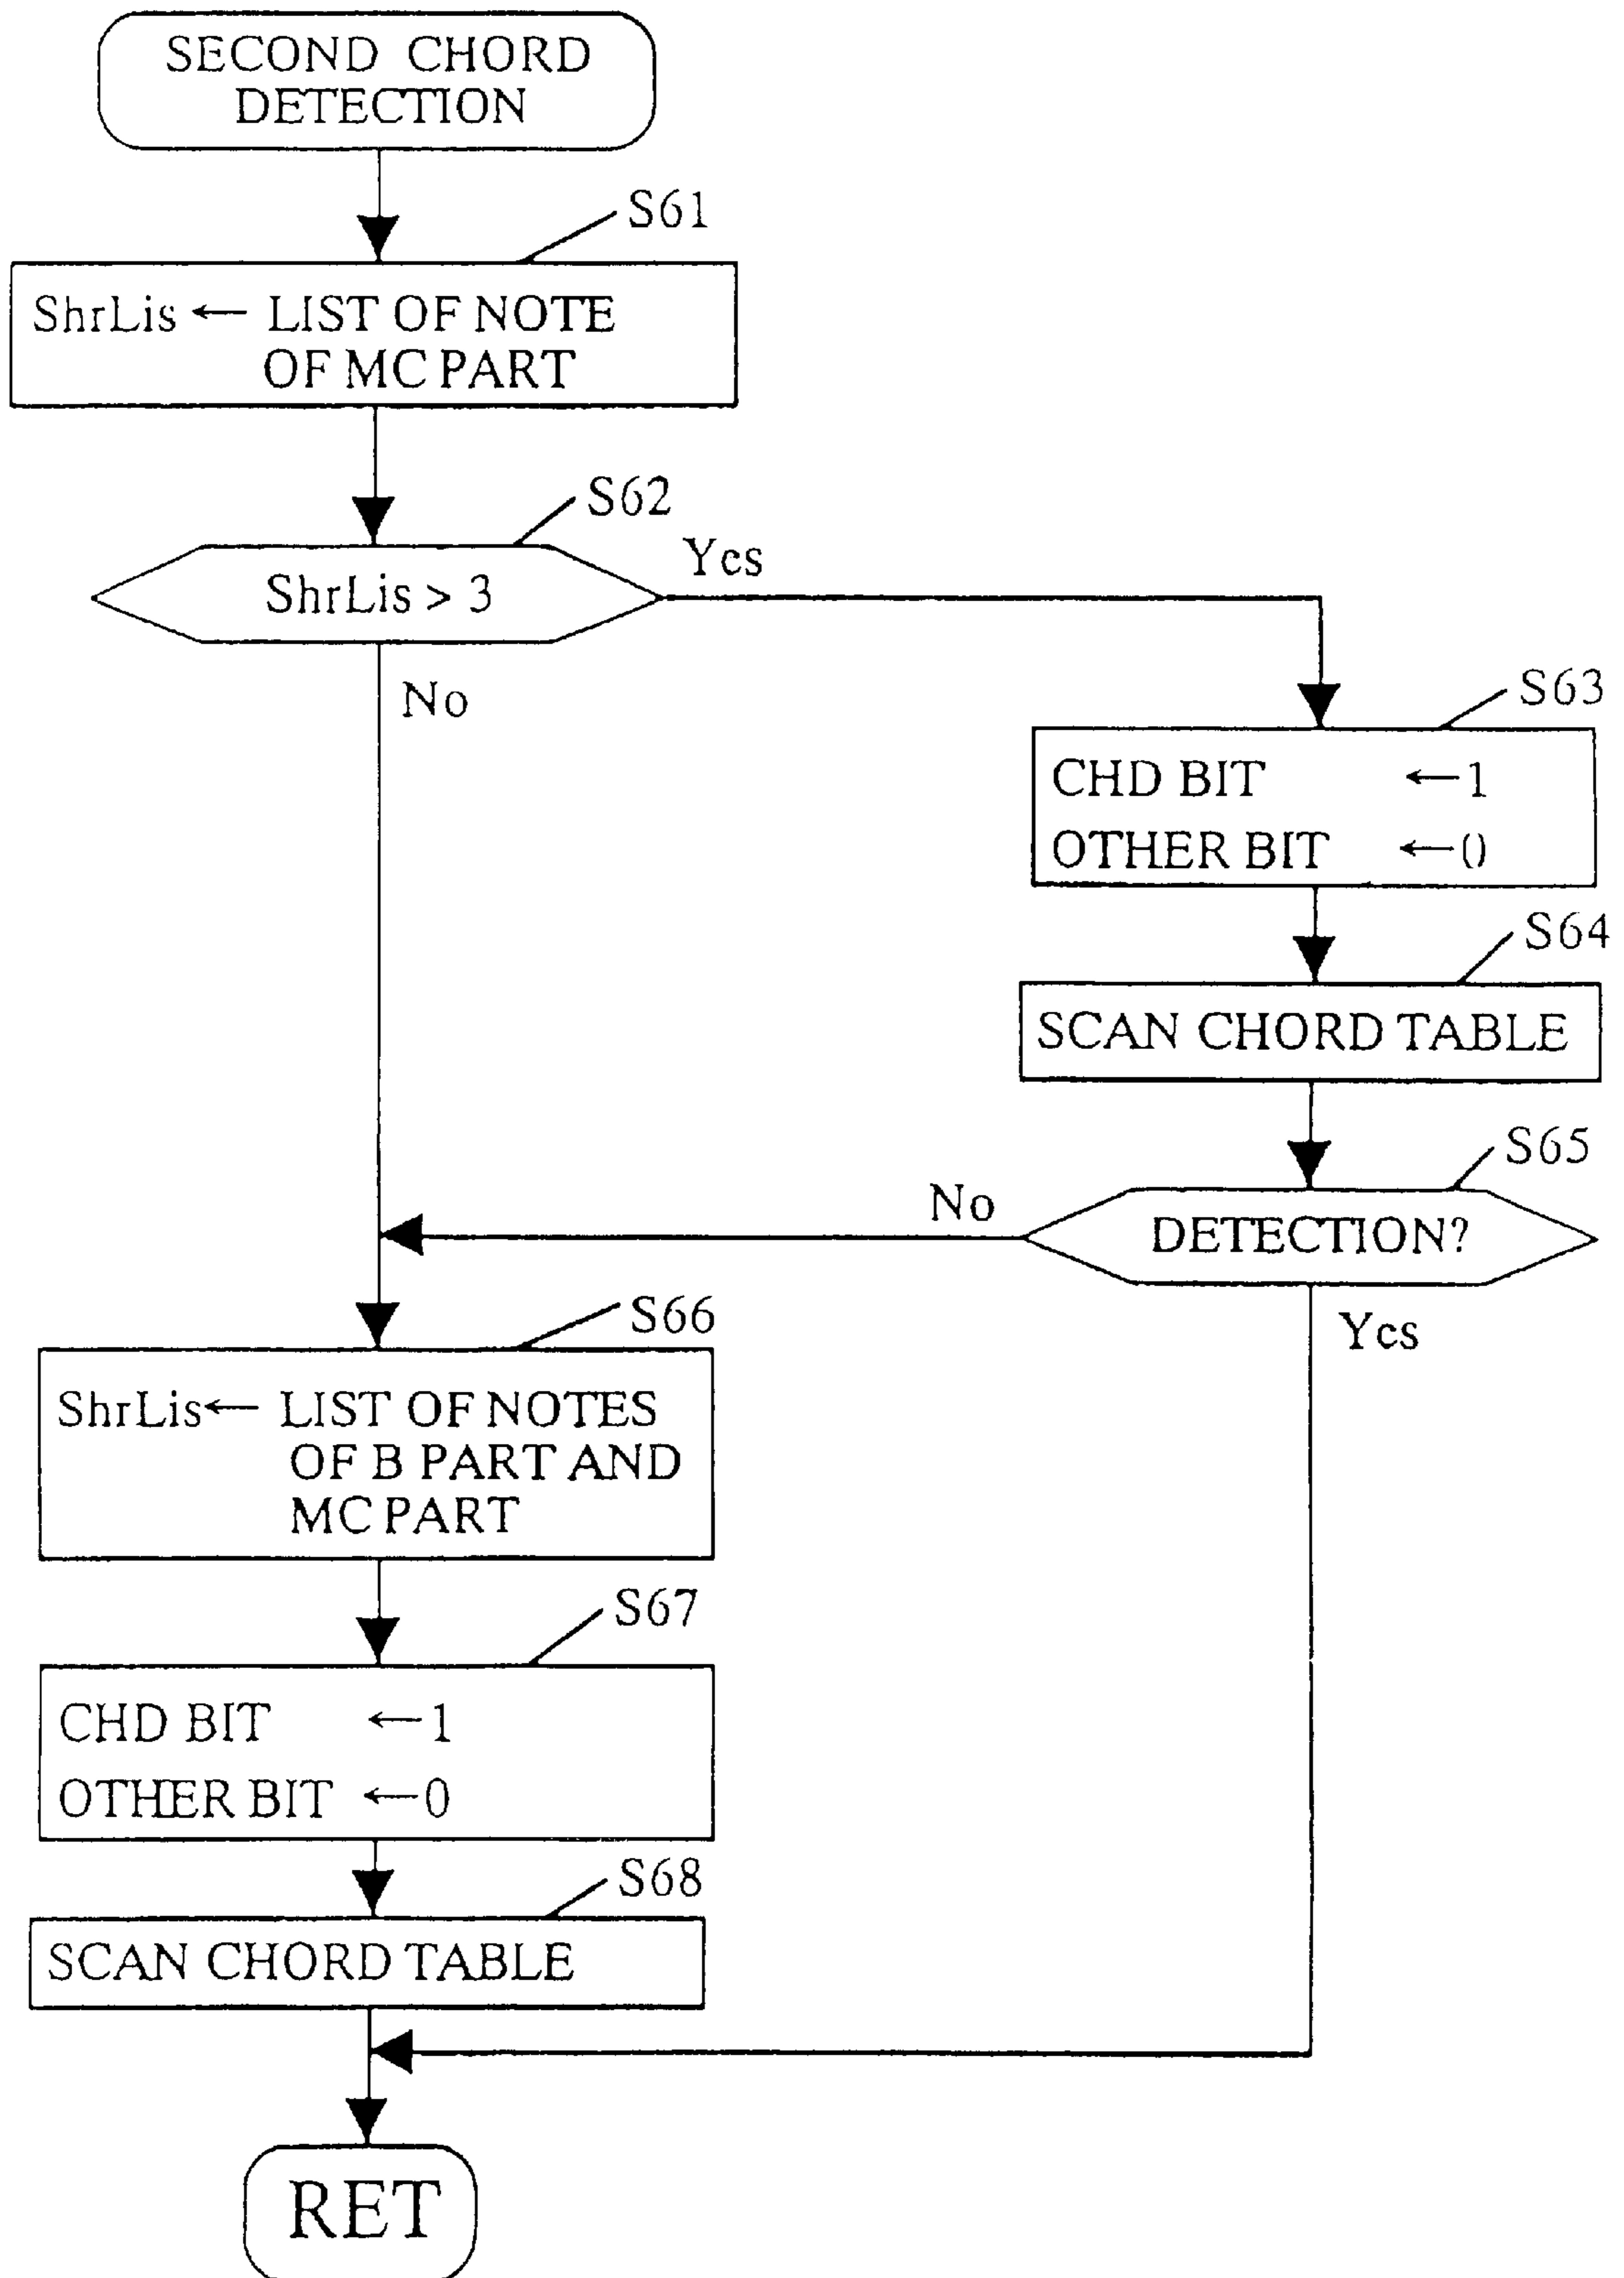 SECOND CHORD
DETECTION
S61
ShrLis ← LIST OF NOTE
OF MC PART
S62
ShrLis > 3
Yes
No
S63
CHD BIT ←1
OTHER BIT ←0
S64
SCAN CHORD TABLE
S65
DETECTION?
No
Yes
S66
ShrLis← LIST OF NOTES
OF B PART AND
MC PART
S67
CHD BIT ←1
OTHER BIT ←0
S68
SCAN CHORD TABLE
RET